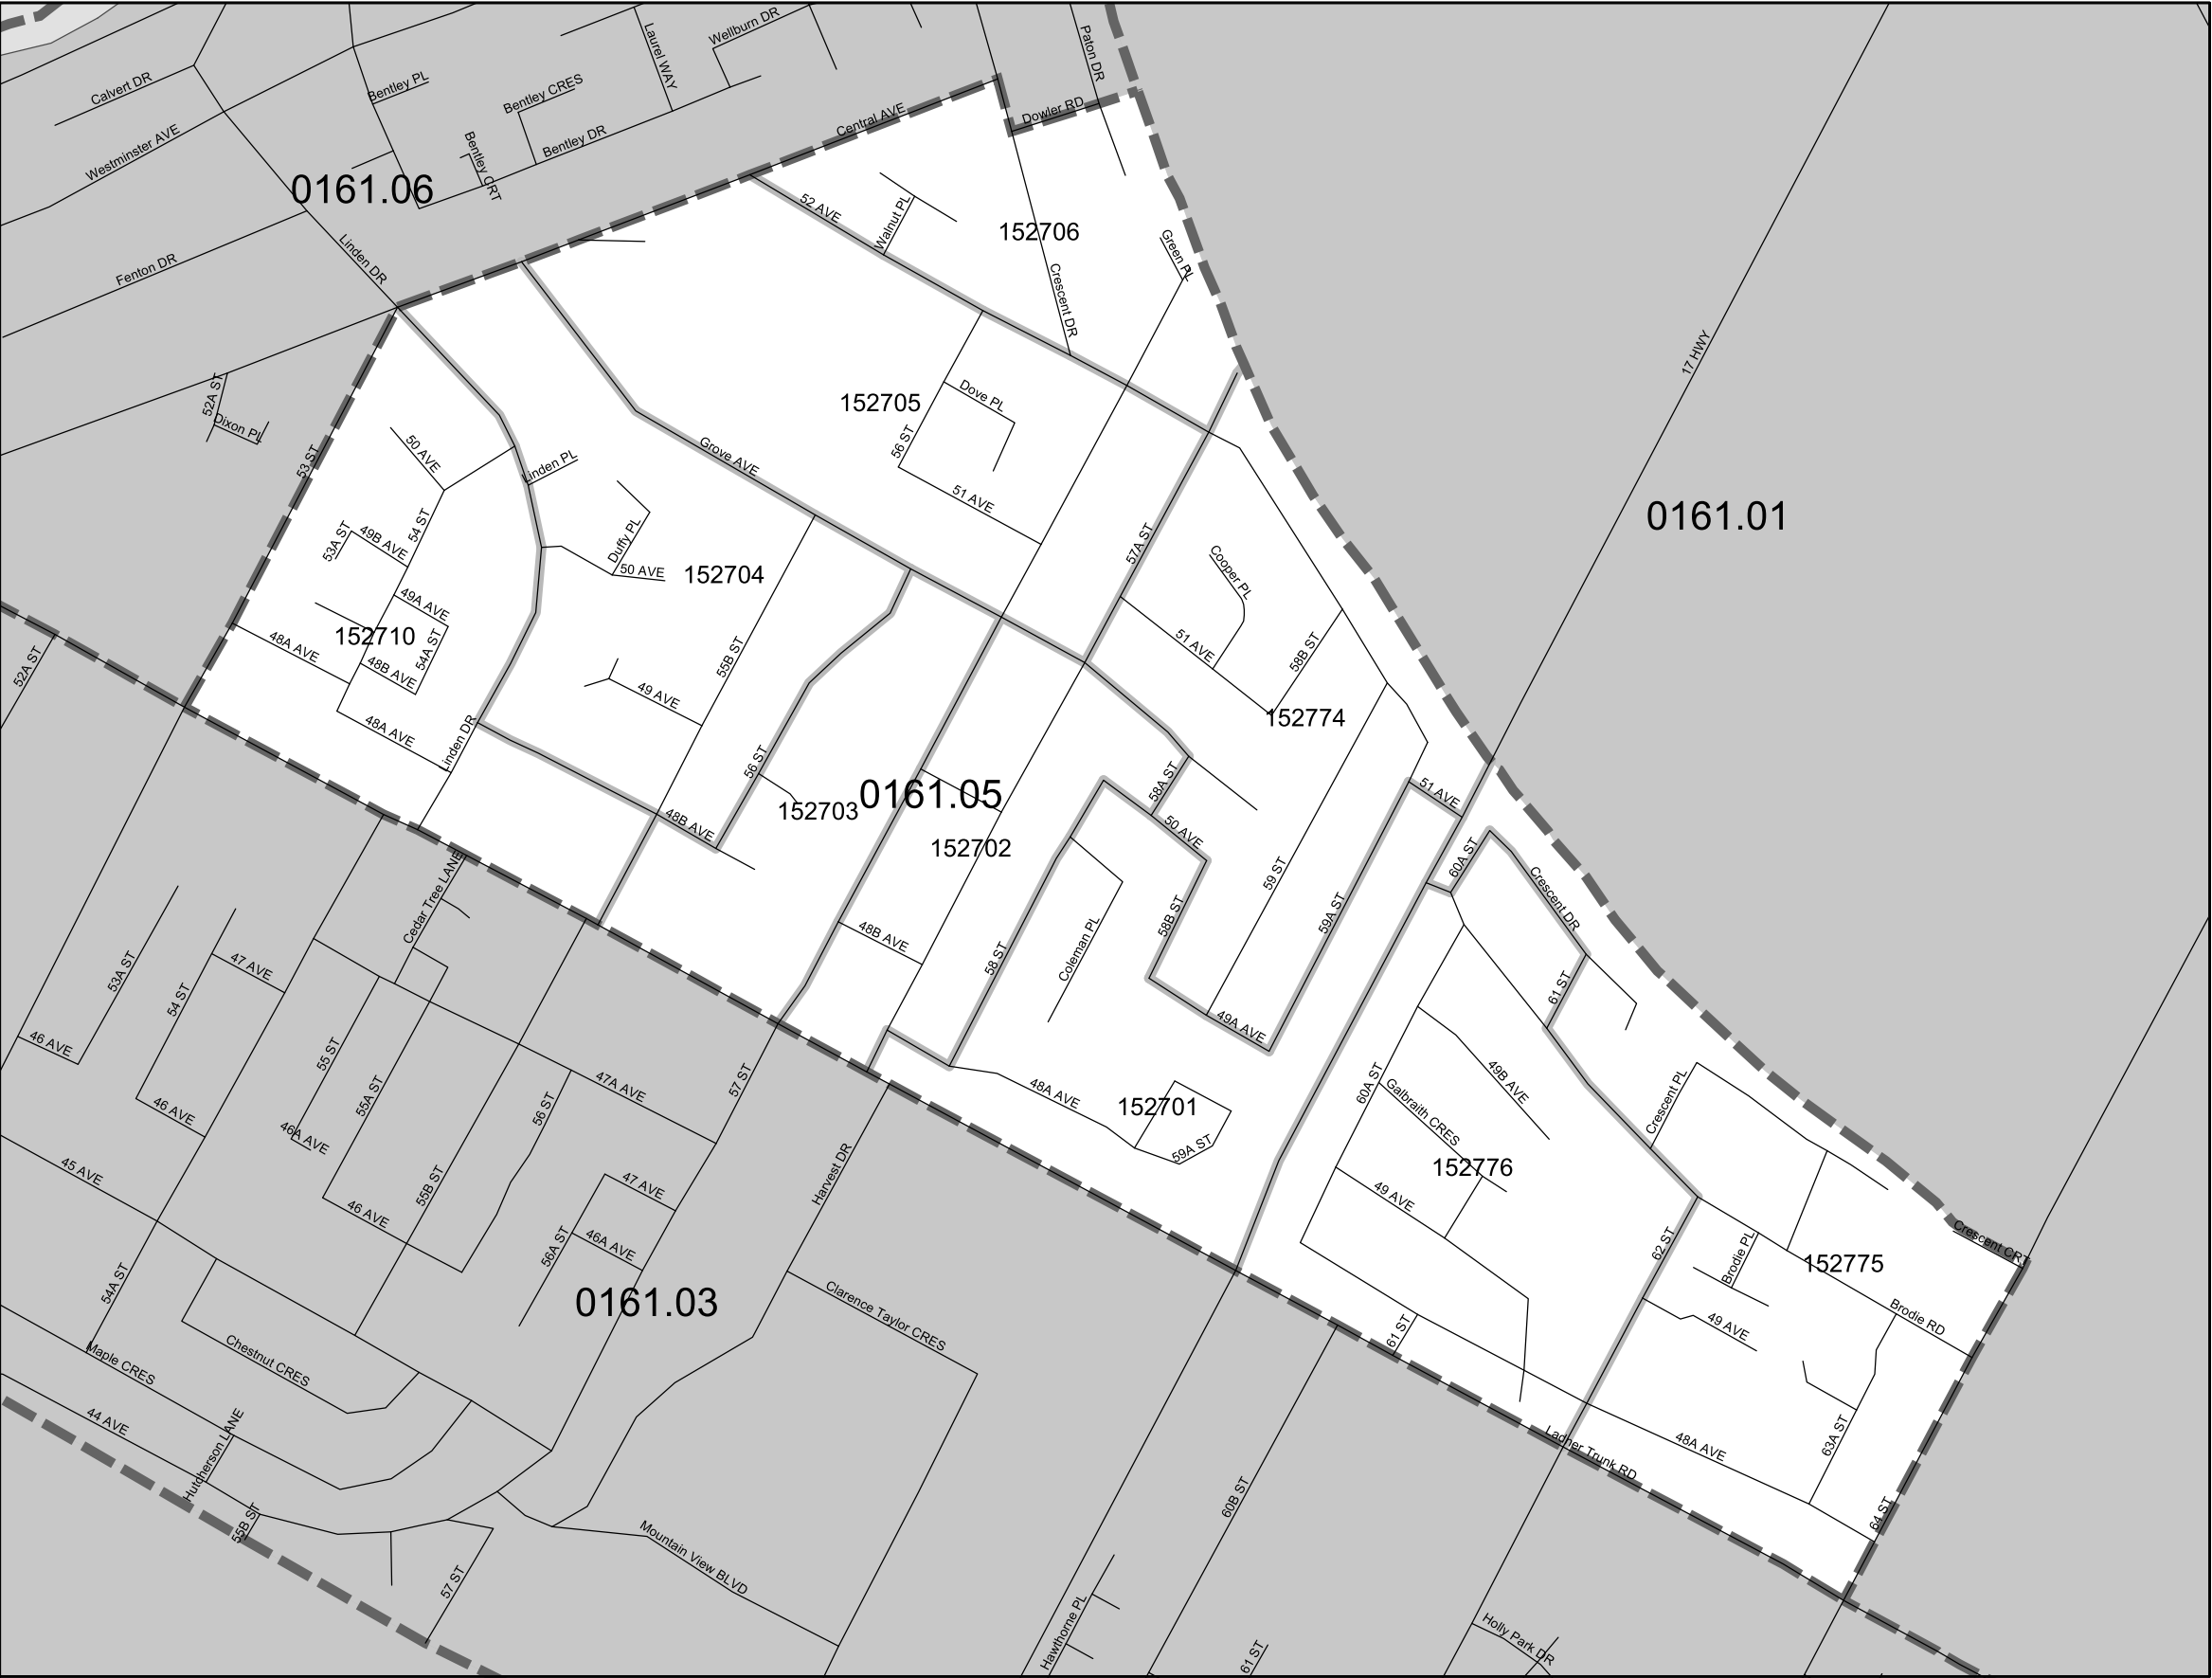 Paton DR
Wellburn DR
Laurel WAY
Calvert DR
Bentley PL
Bentley CRES
Central AVE
Dowler RD
Westminster AVE
Bentley DR
Bentley CRT
0161.06
52 AVE
Walnut PL
152706
Green PL
Linden DR
Fenton DR
Crescent DR
17 HWY
52A ST
Dixon PL
Dove PL
152705
56 ST
53 ST
50 AVE
Linden PL
Grove AVE
51 AVE
0161.01
54 ST
53A ST
49B AVE
Duffy PL
50 AVE
152704
57A ST
Cooper PL
49A AVE
152710
48A AVE
54A ST
48B AVE
52A ST
55B ST
51 AVE
58B ST
49 AVE
152774
48A AVE
Linden DR
56 ST
0161.05
58A ST
51 AVE
152703
48B AVE
50 AVE
152702
60A ST
Cedar Tree LANE
59 ST
Crescent DR
58B ST
59A ST
48B AVE
58 ST
Coleman PL
53A ST
47 AVE
54 ST
61 ST
49A AVE
46 AVE
55 ST
47A AVE
57 ST
60A ST
49B AVE
55A ST
56 ST
48A AVE
152701
Galbraith CRES
Crescent PL
46 AVE
46A AVE
59A ST
152776
45 AVE
55B ST
47 AVE
Harvest DR
49 AVE
46 AVE
56A ST
46A AVE
62 ST
Brodie PL
Crescent CRT
152775
54A ST
0161.03
Clarence Taylor CRES
61 ST
49 AVE
Brodie RD
Maple CRES
Chestnut CRES
44 AVE
Hutcherson LANE
Ladner Trunk RD
48A AVE
63A ST
55B ST
60B ST
64 ST
Mountain View BLVD
57 ST
Hawthorne PL
61 ST
Holly Park DR